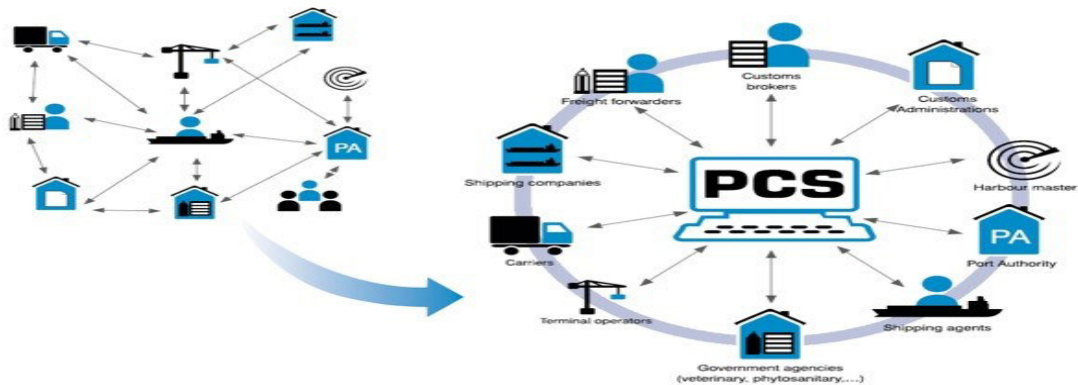 PA
Customs
brokers
Freight forwarders
Customs
Administrations
Shipping companies
PCS
Harbour master
PA
Port Authority
Carriers
Terminal operators
Shipping agents
Government agencies
(veterinary, phytosanitary,...)